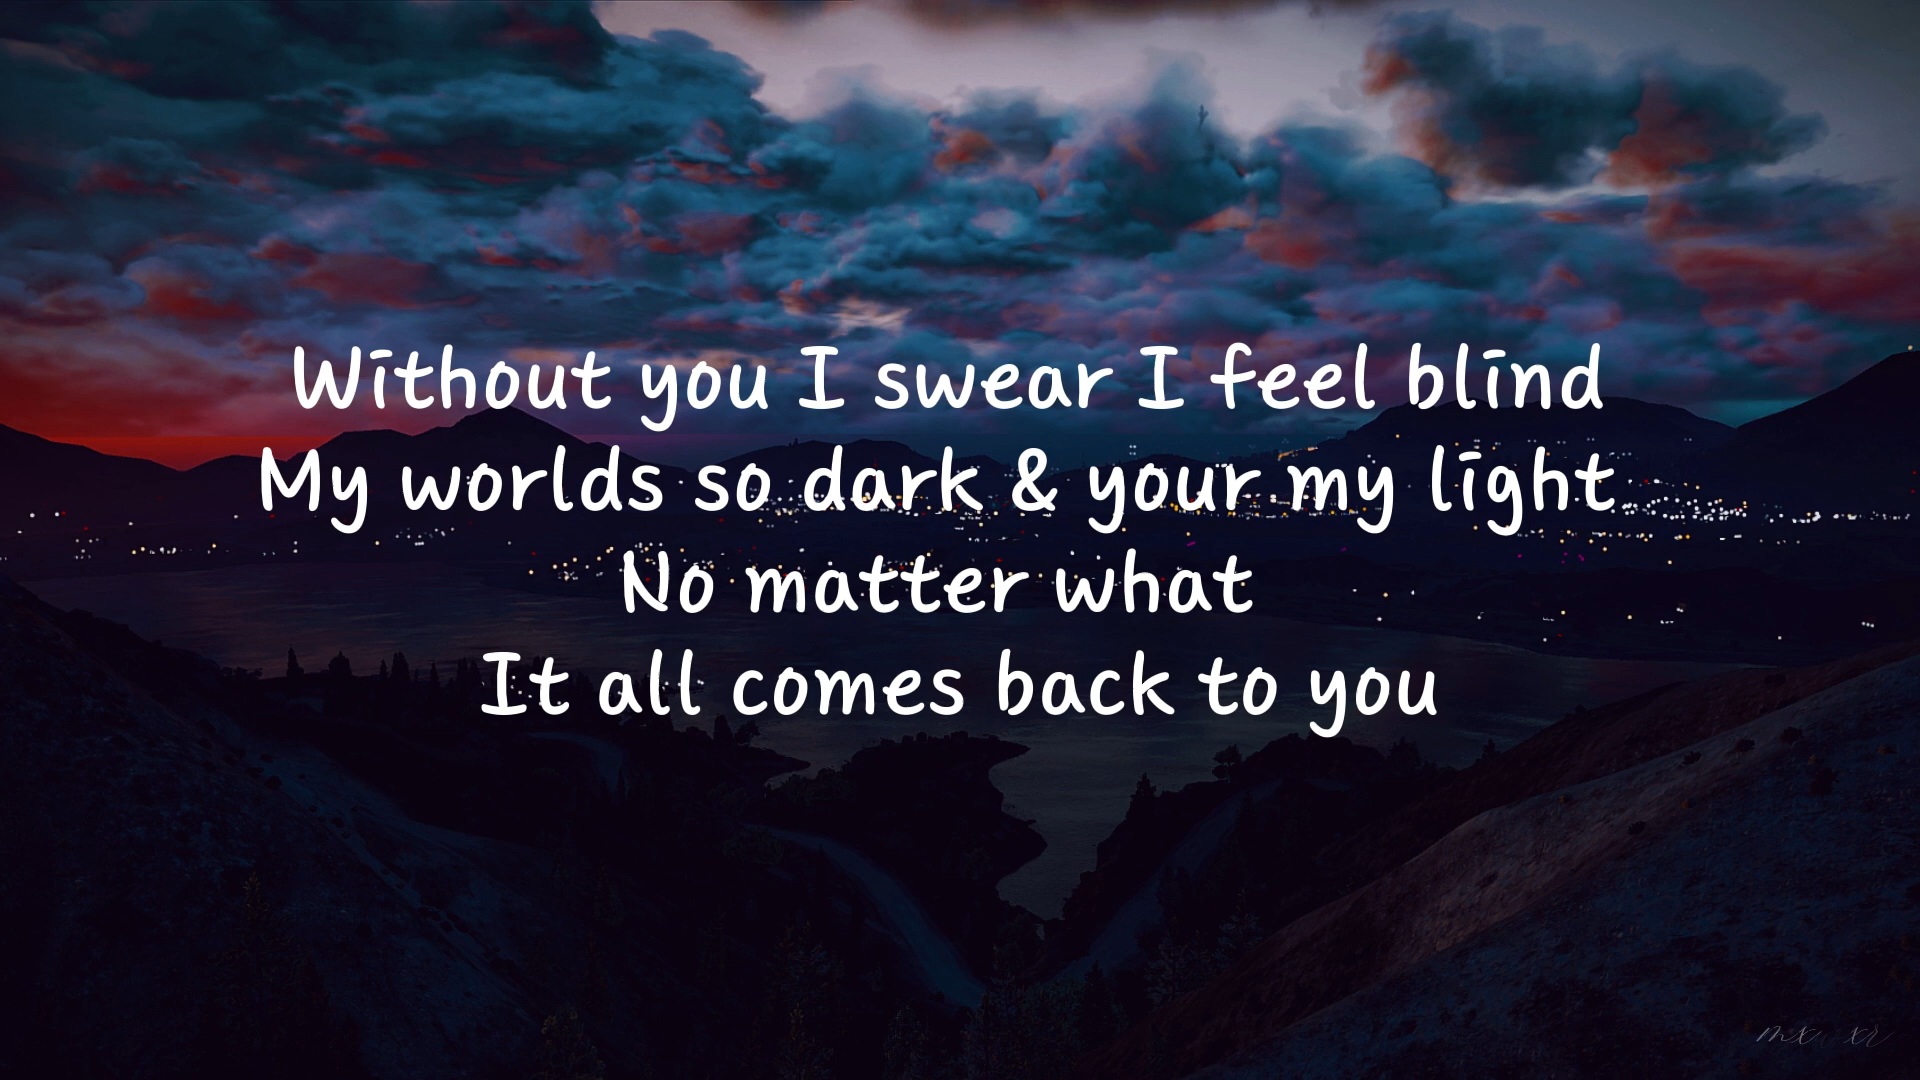 Without you I swear I feel blind
My worlds so dark & your my light
No matter what
It all comes back to you